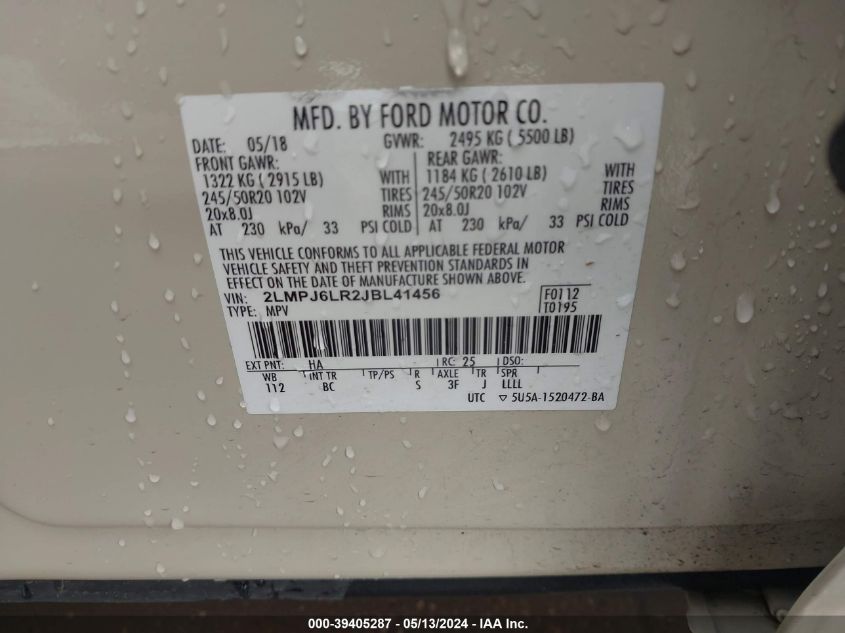 MFD. BY FORD MOTOR CO.
DATE: 05/18 GVWR: 2495 KG ( 5500 LB)
FRONT GAWR: REAR GAWR:
1322 KG ( 2915 LB) WITH 1184 KG ( 2610 LB) WITH
245/50R20 102V TIRES 245/50R20 102V TIRES
20x8.0J RIMS 20x8.0J RIMS
AT 230 kPa/ 33 PSI COLD AT 230 kPa/ 33 PSI COLD
THIS VEHICLE CONFORMS TO ALL APPLICABLE FEDERAL MOTOR
VEHICLE SAFETY AND THEFT PREVENTION STANDARDS IN
EFFECT ON THE DATE OF MANUFACTURE SHOWN ABOVE.
VIN: 2LMPJ6LR2JBL41456 F0112
TYPE: MPV T0195
EXT PNT: HA RC: 25 DSO:
WB INT TR TP/PS R AXLE TR SPR
112 BC S 3F J LLLL
UTC ▽ 5U5A-1520472-BA
000-39405287 - 05/13/2024 - IAA Inc.